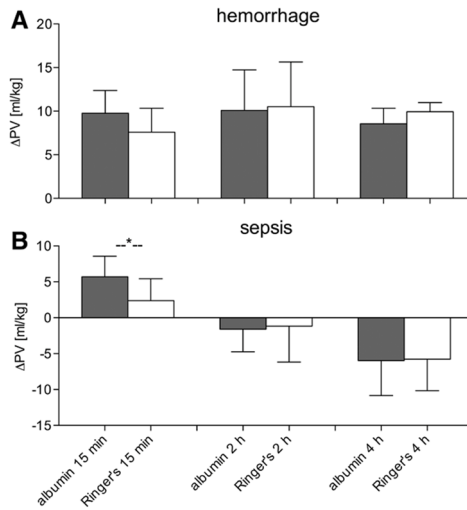 A
hemorrhage
ΔPV [ml/kg]
20
15
10
5
0
B
sepsis
ΔPV [ml/kg]
10
5
0
-5
-10
-15
--*--
albumin 15 min
Ringer's 15 min
albumin 2 h
Ringer's 2 h
albumin 4 h
Ringer's 4 h